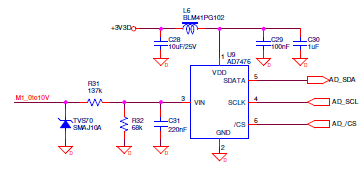 L6
BLM41PG102
+3V3D
C28
10uF/25V
C29
100nF
C30
1uF
D
D
D
U9
AD7476
1
VDD
R31
137k
M1_0to10V
3
VIN
SDATA
5
AD_SDA
SCLK
4
AD_SCL
/CS
6
AD_/CS
GND
2
TVS70
SMAJ10A
R32
68k
C31
220nF
D
D
D
D